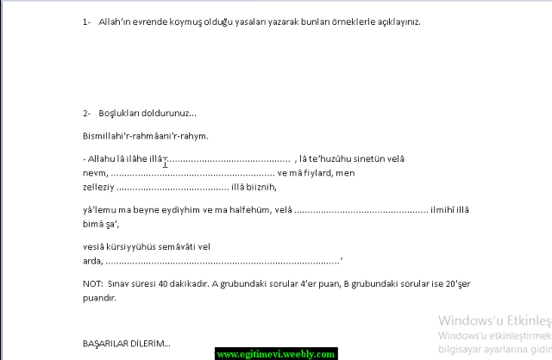 1- Allah'ın evrende koymuş olduğu yasaları yazarak bunları örneklerle açıklayınız.
2- Boşlukları doldurunuz...
Bismillahi'r-rahmâani'r-rahym.
- Allahu lâ ilâhe illâ................................................ , lâ te'huzûhu sinetün velâ
nevm, ............................................................ ve mâ fiylard, men
zelleziy ......................................... illâ biiznih,
yâ'lemu ma beyne eydiyhim ve ma halfehüm, velâ ................................................. ilmihî illâ
bimâ şa',
vesiâ kürsiyyühüs semâvâti vel
arda, .....................................................................................'
NOT: Sınav süresi 40 dakikadır. A grubundaki sorular 4'er puan, B grubundaki sorular ise 20'şer
puandır.
Windows'u Etkinleş
Windows'u etkinleştirmek
bilgisayar ayarlarına gidin
BAŞARILAR DİLERİM...
www.egitimevi.weebly.com